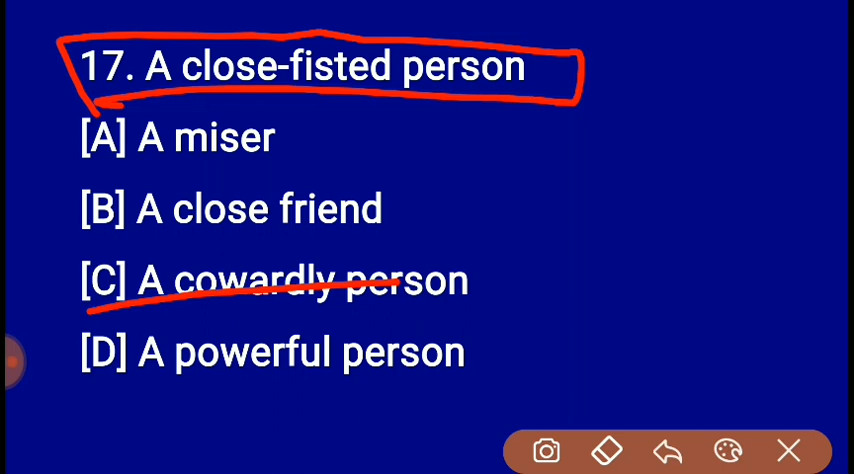 17. A close-fisted person
[A] A miser
[B] A close friend
[C] A cowardly person
[D] A powerful person